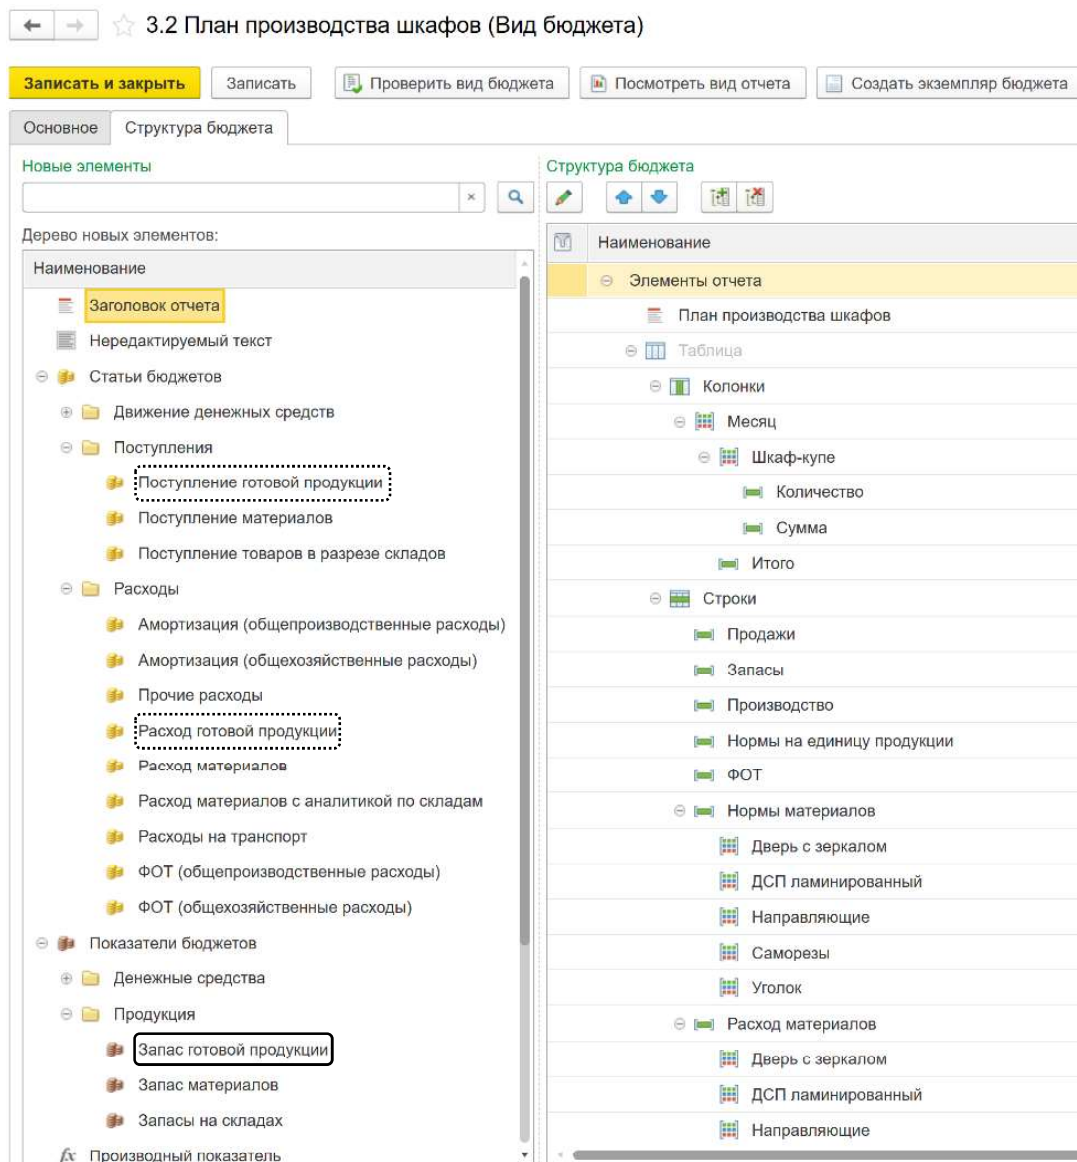 3.2 План производства шкафов (Вид бюджета)
Записать и закрыть
Записать
Проверить вид бюджета
Посмотреть вид отчета
Создать экземпляр бюджета
Основное
Структура бюджета
Новые элементы
Дерево новых элементов:
Наименование
Заголовок отчета
Нередактируемый текст
Статьи бюджетов
Движение денежных средств
Поступления
Поступление готовой продукции
Поступление материалов
Поступление товаров в разрезе складов
Расходы
Амортизация (общепроизводственные расходы)
Амортизация (общехозяйственные расходы)
Прочие расходы
Расход готовой продукции
Расход материалов
Расход материалов с аналитикой по складам
Расходы на транспорт
ФОТ (общепроизводственные расходы)
ФОТ (общехозяйственные расходы)
Показатели бюджетов
Денежные средства
Продукция
Запас готовой продукции
Запас материалов
Запасы на складах
fx Производный показатель
Структура бюджета
Наименование
Элементы отчета
План производства шкафов
Таблица
Колонки
Месяц
Шкаф-купе
Количество
Сумма
Итого
Строки
Продажи
Запасы
Производство
Нормы на единицу продукции
ФОТ
Нормы материалов
Дверь с зеркалом
ДСП ламинированный
Направляющие
Саморезы
Уголок
Расход материалов
Дверь с зеркалом
ДСП ламинированный
Направляющие